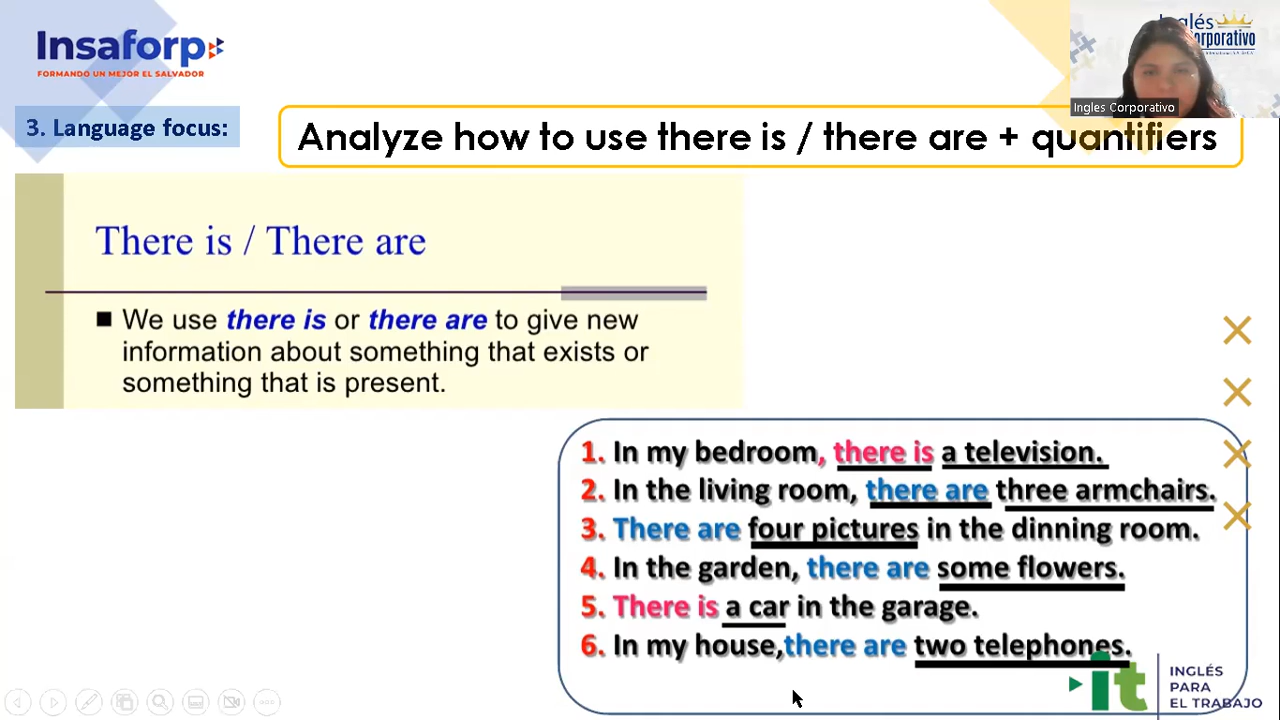 Insaforp
FORMANDO UN MEJOR EL SALVADOR
Inglés
Corporativo
Ingles Corporativo
3. Language focus:
Analyze how to use there is / there are + quantifiers
There is / There are
We use there is or there are to give new
information about something that exists or
something that is present.
1. In my bedroom, there is a television.
2. In the living room, there are three armchairs.
3. There are four pictures in the dinning room.
4. In the garden, there are some flowers.
5. There is a car in the garage.
6. In my house,there are two telephones.
it
INGLÉS
PARA
EL TRABAJO